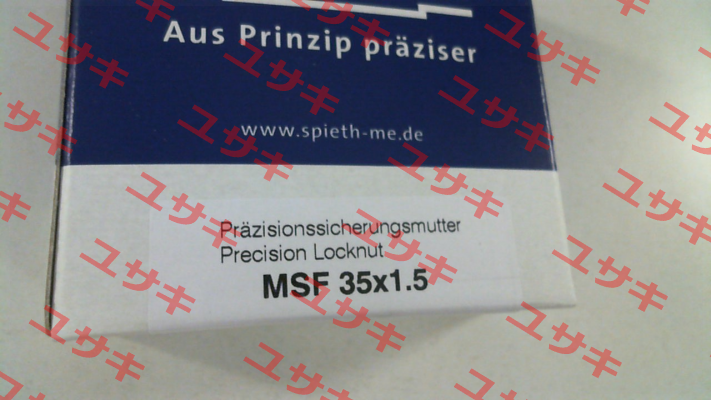 Aus Prinzip präziser
www.spieth-me.de
Präzisionssicherungsmutter
Precision Locknut
MSF 35x1.5
ユサキ